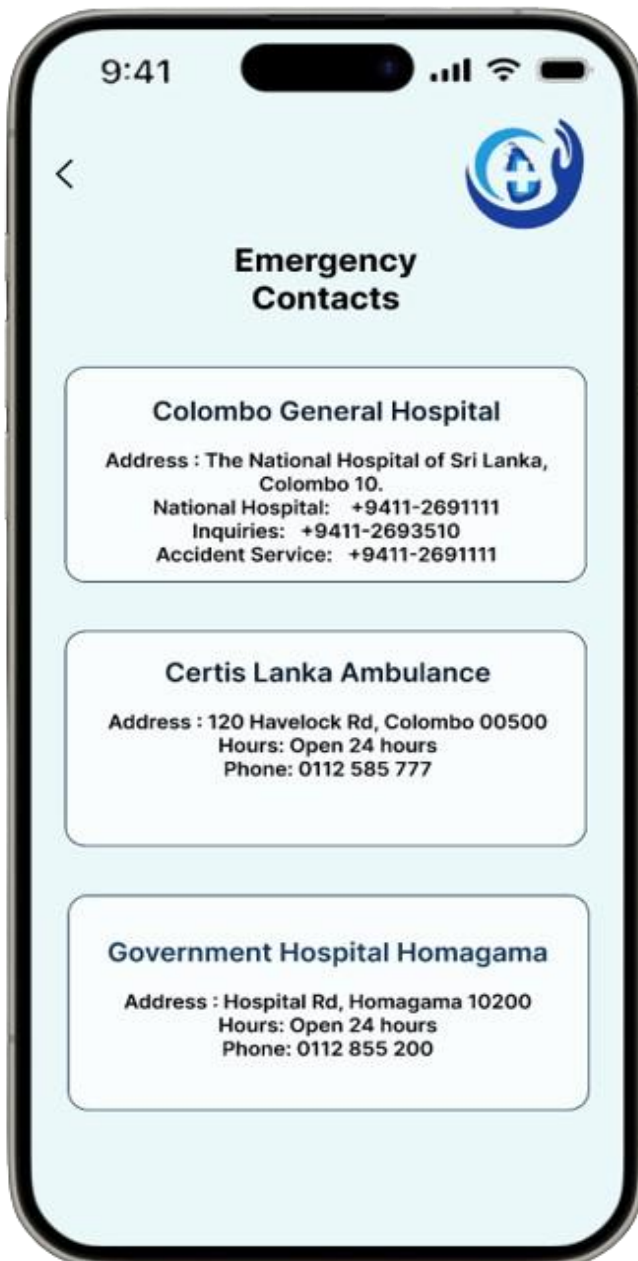 9:41
Emergency
Contacts
Colombo General Hospital
Address : The National Hospital of Sri Lanka,
Colombo 10.
National Hospital: +9411-2691111
Inquiries: +9411-2693510
Accident Service: +9411-2691111
Certis Lanka Ambulance
Address : 120 Havelock Rd, Colombo 00500
Hours: Open 24 hours
Phone: 0112 585 777
Government Hospital Homagama
Address : Hospital Rd, Homagama 10200
Hours: Open 24 hours
Phone: 0112 855 200